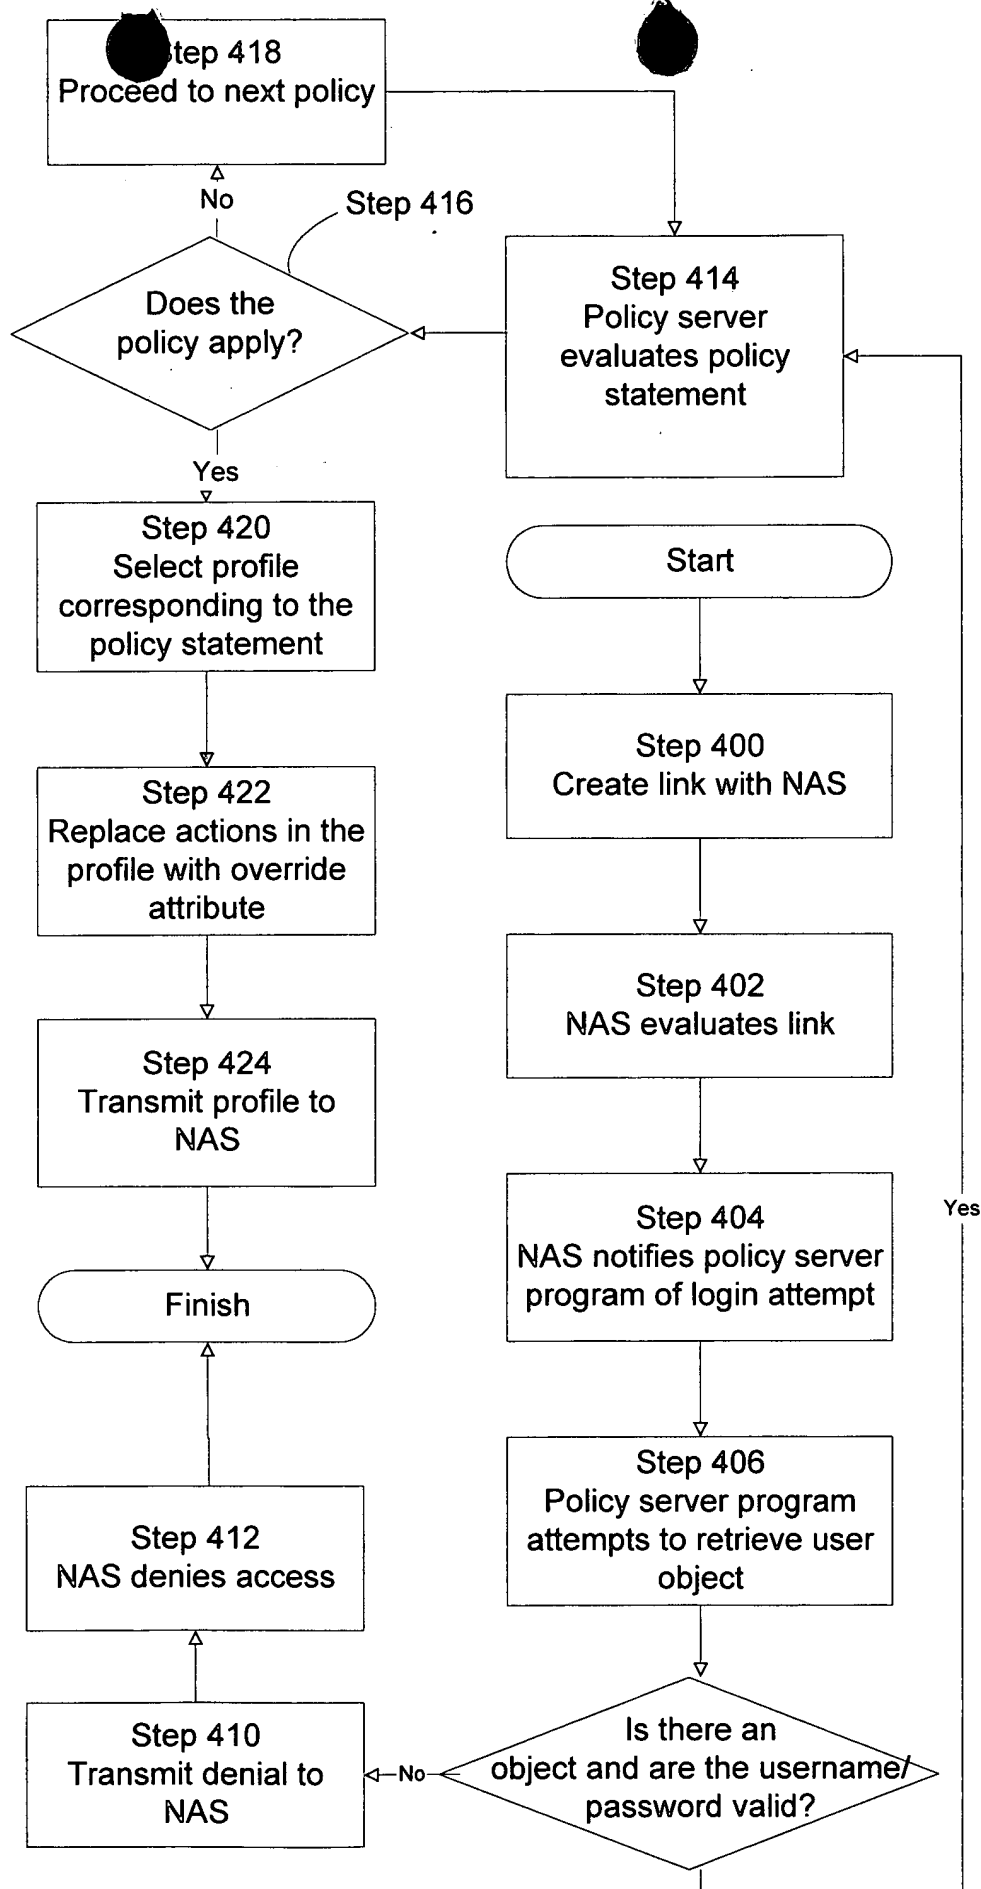 Step 418
Proceed to next policy
No
Step 416
Does the
policy apply?
Step 414
Policy server
evaluates policy
statement
Yes
Step 420
Select profile
corresponding to the
policy statement
Start
Step 400
Create link with NAS
Step 422
Replace actions in the
profile with override
attribute
Step 402
NAS evaluates link
Step 424
Transmit profile to
NAS
Yes
Step 404
NAS notifies policy server
program of login attempt
Finish
Step 406
Policy server program
attempts to retrieve user
object
Step 412
NAS denies access
Step 410
Transmit denial to
NAS
No
Is there an
object and are the username/
password valid?